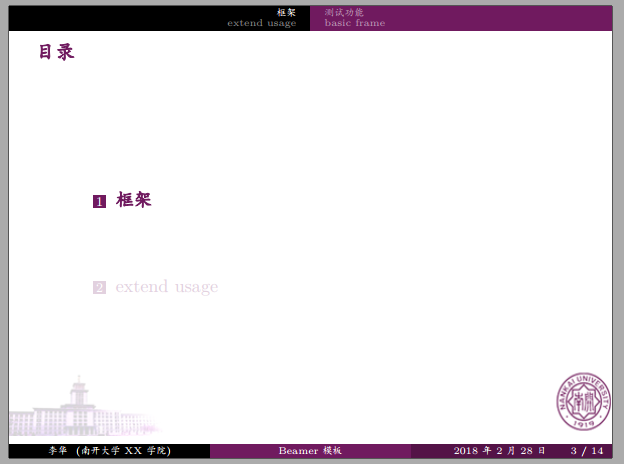 框架 测试功能
extend usage basic frame
目录
1 框架
2 extend usage
NANKAI UNIVERSITY
南开
1919
李华 (南开大学 XX 学院) Beamer 模板 2018 年 2 月 28 日 3 / 14